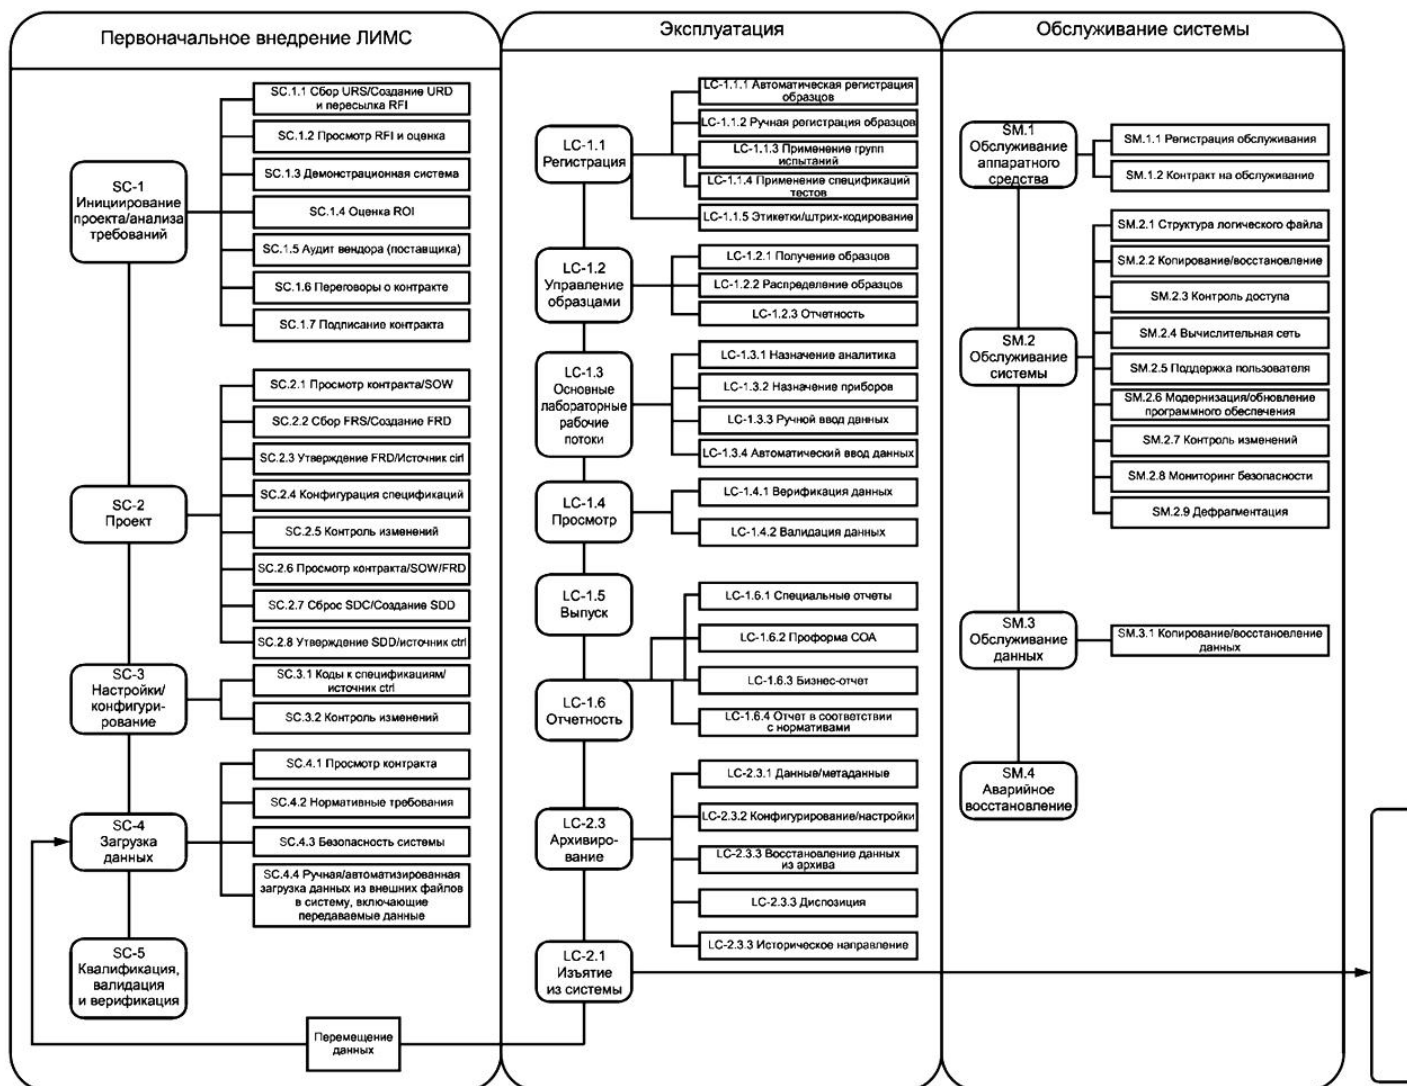 Первоначальное внедрение ЛИМС
SC-1
Инициирование
проекта/анализа
требований
SC.1.1 Сбор URS/Создание URD
и пересылка RFI
SC.1.2 Просмотр RFI и оценка
SC.1.3 Демонстрационная система
SC.1.4 Оценка ROI
SC.1.5 Аудит вендора (поставщика)
SC.1.6 Переговоры о контракте
SC.1.7 Подписание контракта
SC-2
Проект
SC.2.1 Просмотр контракта/SOW
SC.2.2 Сбор FRS/Создание FRD
SC.2.3 Утверждение FRD/Источник cirl
SC.2.4 Конфигурация спецификаций
SC.2.5 Контроль изменений
SC.2.6 Просмотр контракта/SOW/FRD
SC.2.7 Сброс SDC/Создание SDD
SC.2.8 Утверждение SDD/источник ctrl
SC-3
Настройки/
конфигури-
рование
SC.3.1 Коды к спецификациям/
источник ctrl
SC.3.2 Контроль изменений
SC-4
Загрузка
данных
SC.4.1 Просмотр контракта
SC.4.2 Нормативные требования
SC.4.3 Безопасность системы
SC.4.4 Ручная/автоматизированная
загрузка данных из внешних файлов
в систему, включающие
передаваемые данные
SC-5
Квалификация,
валидация
и верификация
Перемещение
данных
Эксплуатация
LC-1.1
Регистрация
LC-1.1.1 Автоматическая регистрация
образцов
LC-1.1.2 Ручная регистрация образцов
LC-1.1.3 Применение групп
испытаний
LC-1.1.4 Применение спецификаций
тестов
LC-1.1.5 Этикетки/штрих-кодирование
LC-1.2
Управление
образцами
LC-1.2.1 Получение образцов
LC-1.2.2 Распределение образцов
LC-1.2.3 Отчетность
LC-1.3
Основные
лабораторные
рабочие
потоки
LC-1.3.1 Назначение аналитика
LC-1.3.2 Назначение приборов
LC-1.3.3 Ручной ввод данных
LC-1.3.4 Автоматический ввод данных
LC-1.4
Просмотр
LC-1.4.1 Верификация данных
LC-1.4.2 Валидация данных
LC-1.5
Выпуск
LC-1.6
Отчетность
LC-1.6.1 Специальные отчеты
LC-1.6.2 Проформа COA
LC-1.6.3 Бизнес-отчет
LC-1.6.4 Отчет в соответствии
с нормативами
LC-2.3
Архивиро-
вание
LC-2.3.1 Данные/метаданные
LC-2.3.2 Конфигурирование/настройки
LC-2.3.3 Восстановление данных
из архива
LC-2.3.3 Диспозиция
LC-2.3.3 Историческое направление
LC-2.1
Изъятие
из системы
Обслуживание системы
SM.1
Обслуживание
аппаратного
средства
SM.1.1 Регистрация обслуживания
SM.1.2 Контракт на обслуживание
SM.2
Обслуживание
системы
SM.2.1 Структура логического файла
SM.2.2 Копирование/восстановление
SM.2.3 Контроль доступа
SM.2.4 Вычислительная сеть
SM.2.5 Поддержка пользователя
SM.2.6 Модернизация/обновление
программного обеспечения
SM.2.7 Контроль изменений
SM.2.8 Мониторинг безопасности
SM.2.9 Дефрагментация
SM.3
Обслуживание
данных
SM.3.1 Копирование/восстановление
данных
SM.4
Аварийное
восстановление